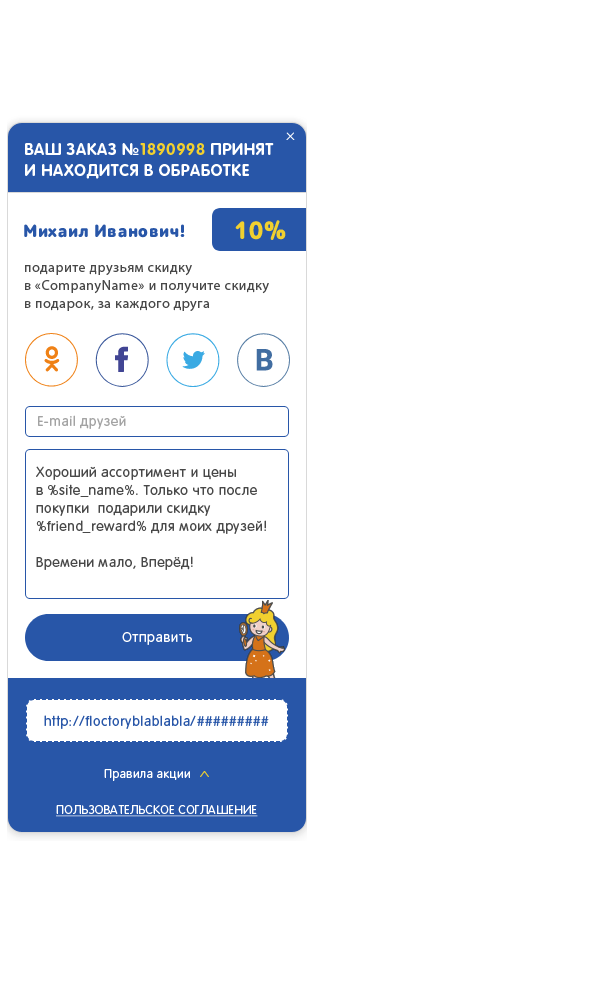 ВАШ ЗАКАЗ №1890998 ПРИНЯТ
И НАХОДИТСЯ В ОБРАБОТКЕ
Михаил Иванович!
10%
подарите друзьям скидку
в «CompanyName» и получите скидку
в подарок, за каждого друга
E-mail друзей
Хороший ассортимент и цены
в %site_name%. Только что после
покупки  подарили скидку
%friend_reward% для моих друзей!
Времени мало, Вперёд!
Отправить
http://floctoryblablabla/#########
Правила акции
ПОЛЬЗОВАТЕЛЬСКОЕ СОГЛАШЕНИЕ